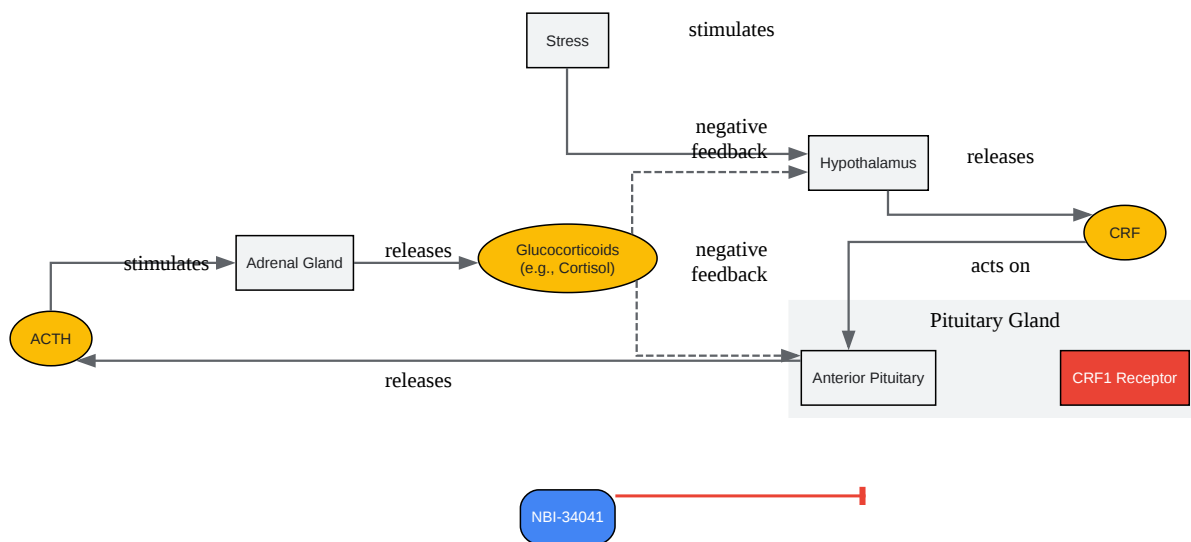 stimulates
Stress
negative
feedback
Hypothalamus
releases
CRF
Glucocorticoids
(e.g., Cortisol)
releases
Adrenal Gland
stimulates
negative
feedback
acts on
Pituitary Gland
ACTH
Anterior Pituitary
CRF1 Receptor
releases
NBI-34041